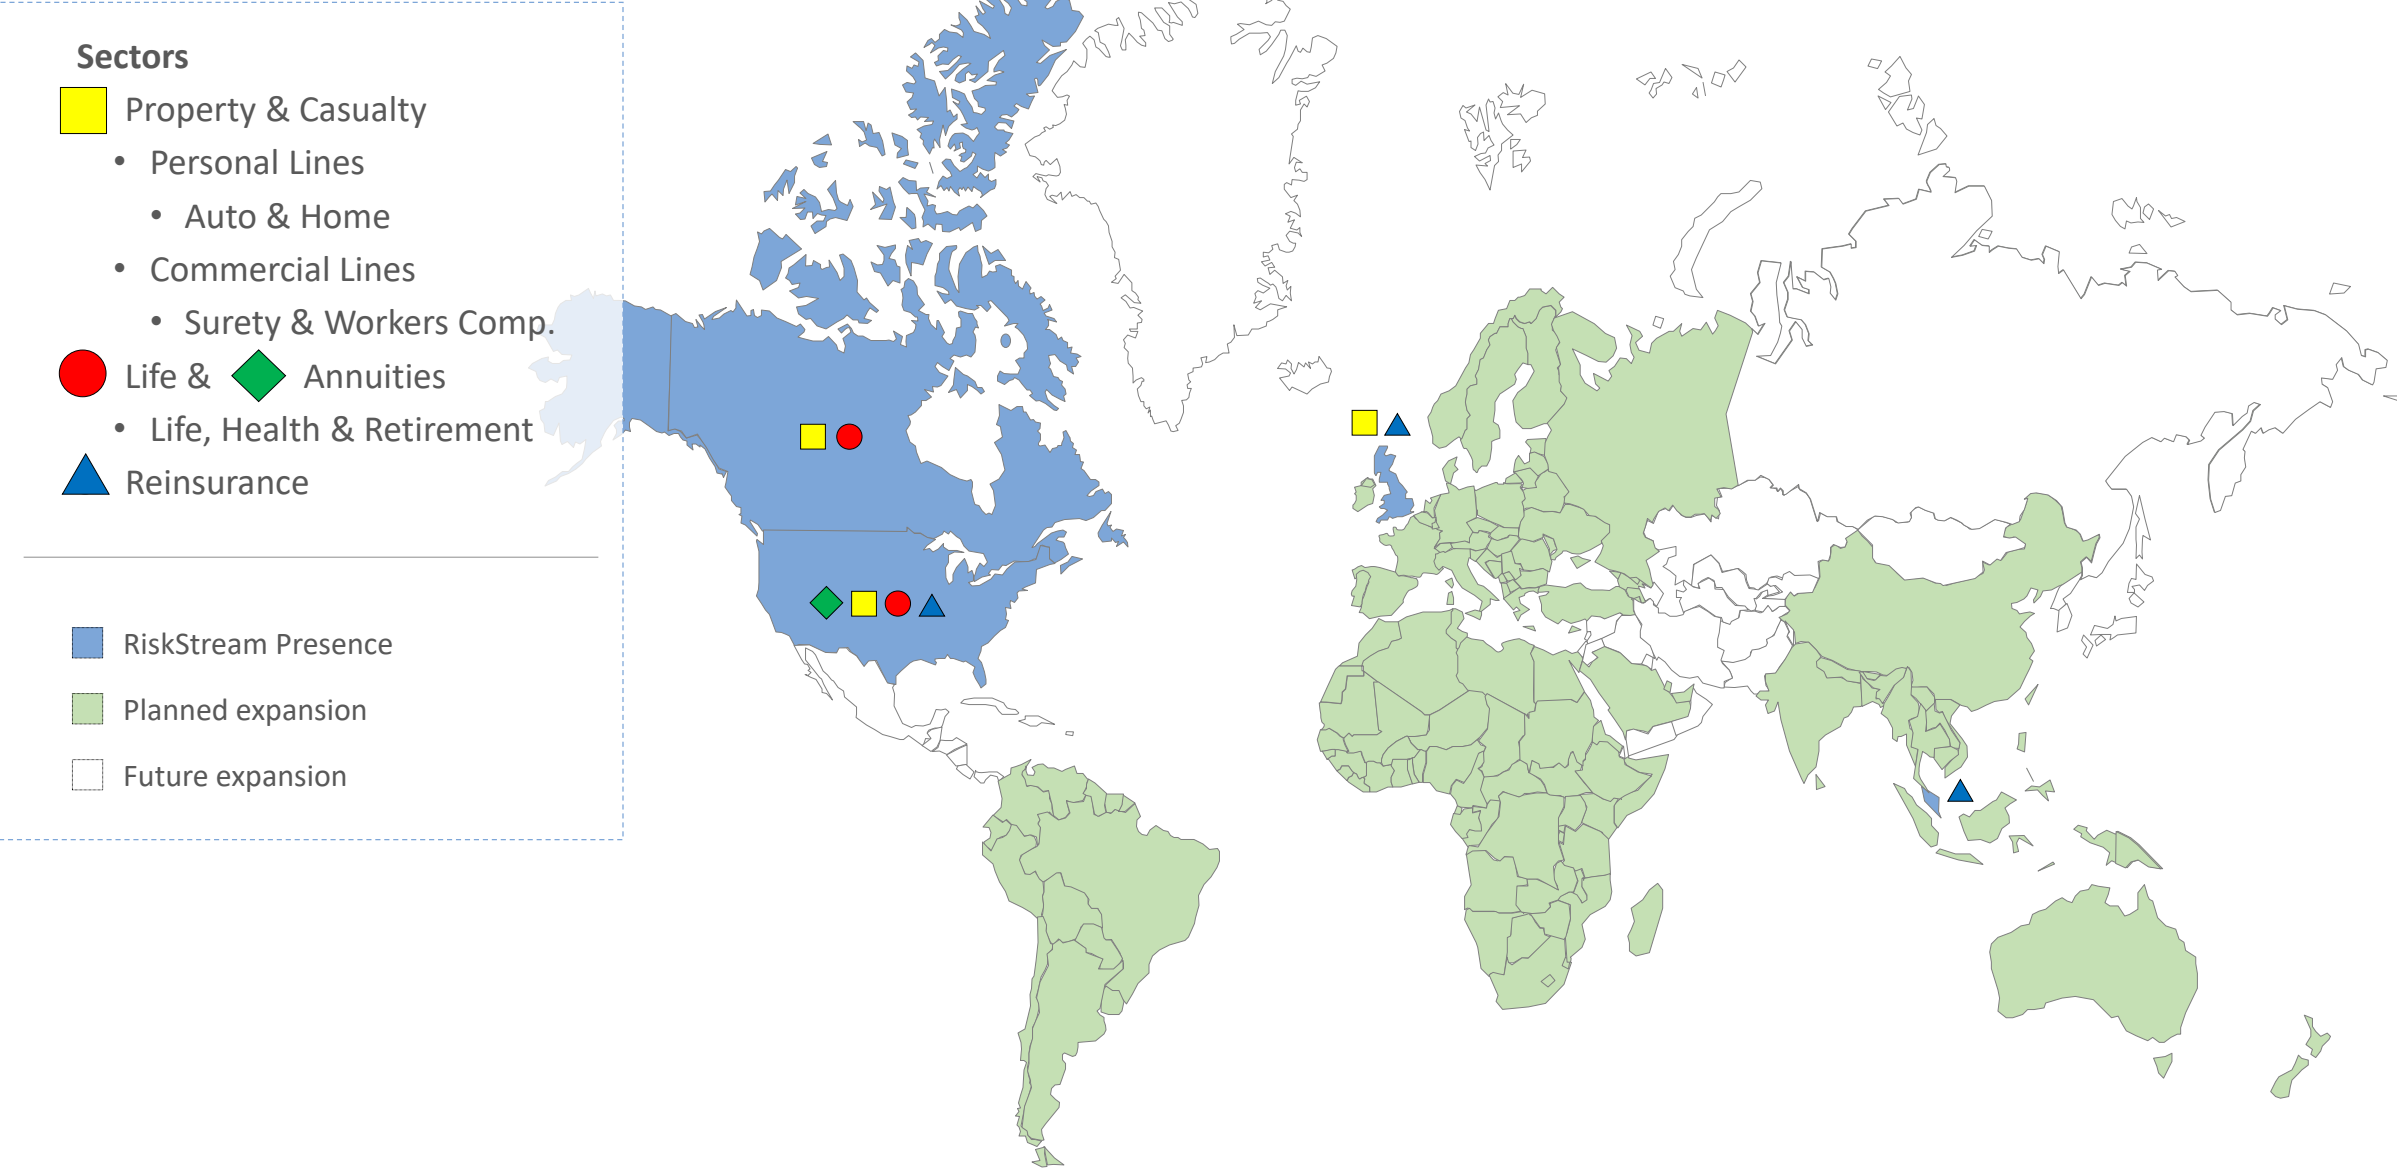 Sectors
Property & Casualty
• Personal Lines
• Auto & Home
• Commercial Lines
• Surety & Workers Comp.
Life & Annuities
• Life, Health & Retirement
Reinsurance
RiskStream Presence
Planned expansion
Future expansion